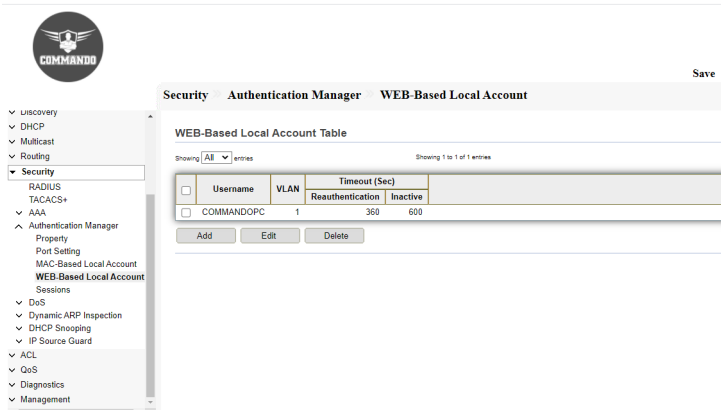 COMMANDO
Save
Security » Authentication Manager » WEB-Based Local Account
Discovery
DHCP
Multicast
Routing
Security
RADIUS
TACACS+
AAA
Authentication Manager
Property
Port Setting
MAC-Based Local Account
WEB-Based Local Account
Sessions
DoS
Dynamic ARP Inspection
DHCP Snooping
IP Source Guard
ACL
QoS
Diagnostics
Management
WEB-Based Local Account Table
Showing All entries
Showing 1 to 1 of 1 entries
Username VLAN Timeout (Sec)
Reauthentication Inactive
COMMANDOPC 1 360 600
Add Edit Delete